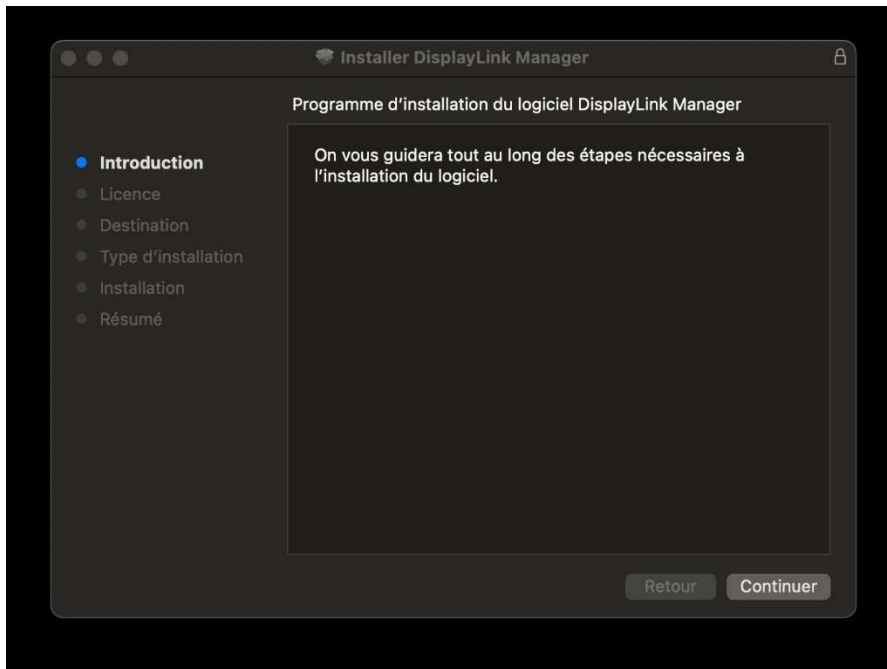 Installer DisplayLink Manager
Programme d’installation du logiciel DisplayLink Manager
Introduction
Licence
Destination
Type d’installation
Installation
Résumé
On vous guidera tout au long des étapes nécessaires à
l’installation du logiciel.
Retour
Continuer